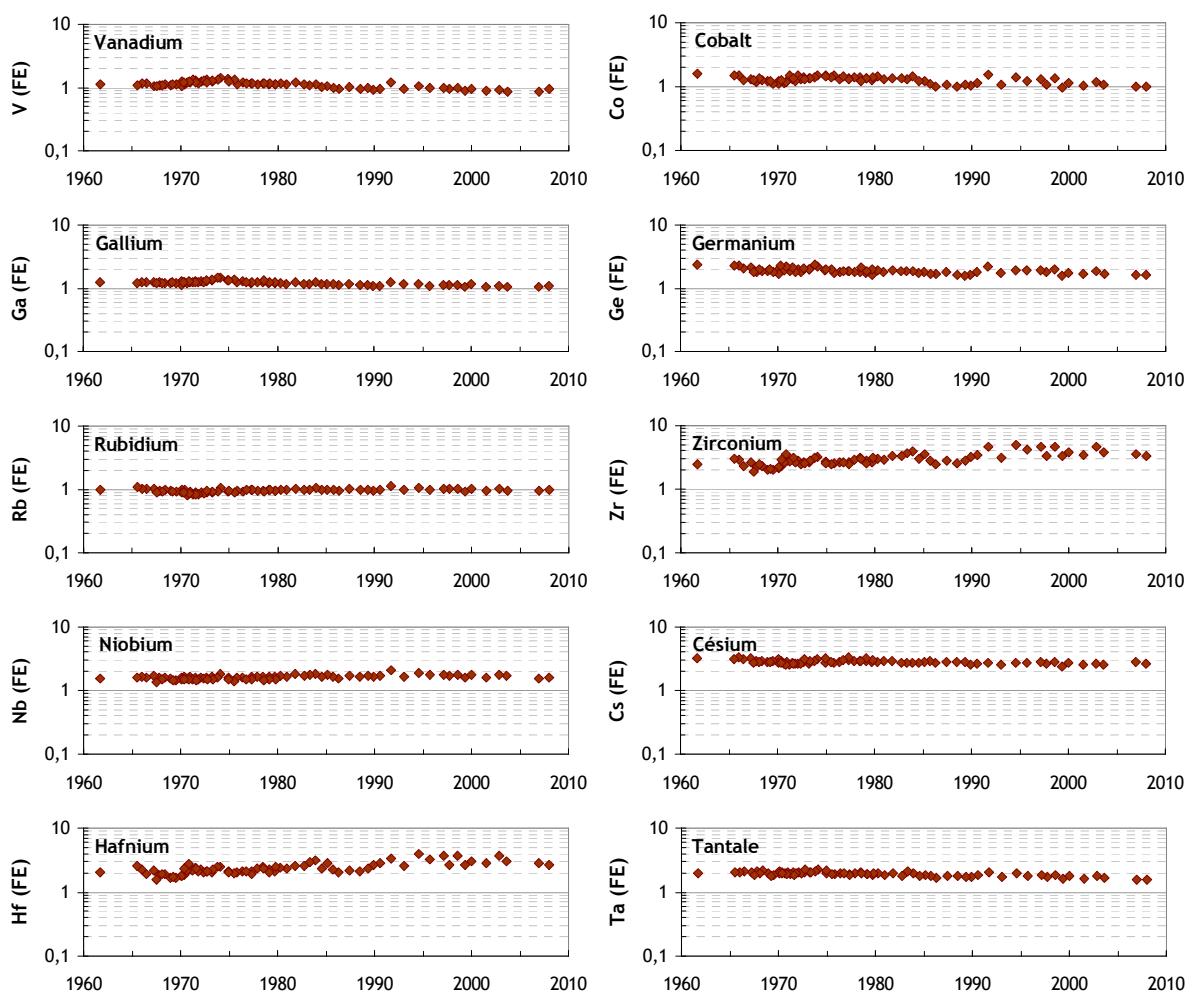 10
Vanadium
V (FE)
1
0,1
1960 1970 1980 1990 2000 2010
10
Cobalt
Co (FE)
1
0,1
1960 1970 1980 1990 2000 2010
10
Gallium
Ga (FE)
1
0,1
1960 1970 1980 1990 2000 2010
10
Germanium
Ge (FE)
1
0,1
1960 1970 1980 1990 2000 2010
10
Rubidium
Rb (FE)
1
0,1
1960 1970 1980 1990 2000 2010
10
Zirconium
Zr (FE)
1
0,1
1960 1970 1980 1990 2000 2010
10
Niobium
Nb (FE)
1
0,1
1960 1970 1980 1990 2000 2010
10
Césium
Cs (FE)
1
0,1
1960 1970 1980 1990 2000 2010
10
Hafnium
Hf (FE)
1
0,1
1960 1970 1980 1990 2000 2010
10
Tantale
Ta (FE)
1
0,1
1960 1970 1980 1990 2000 2010